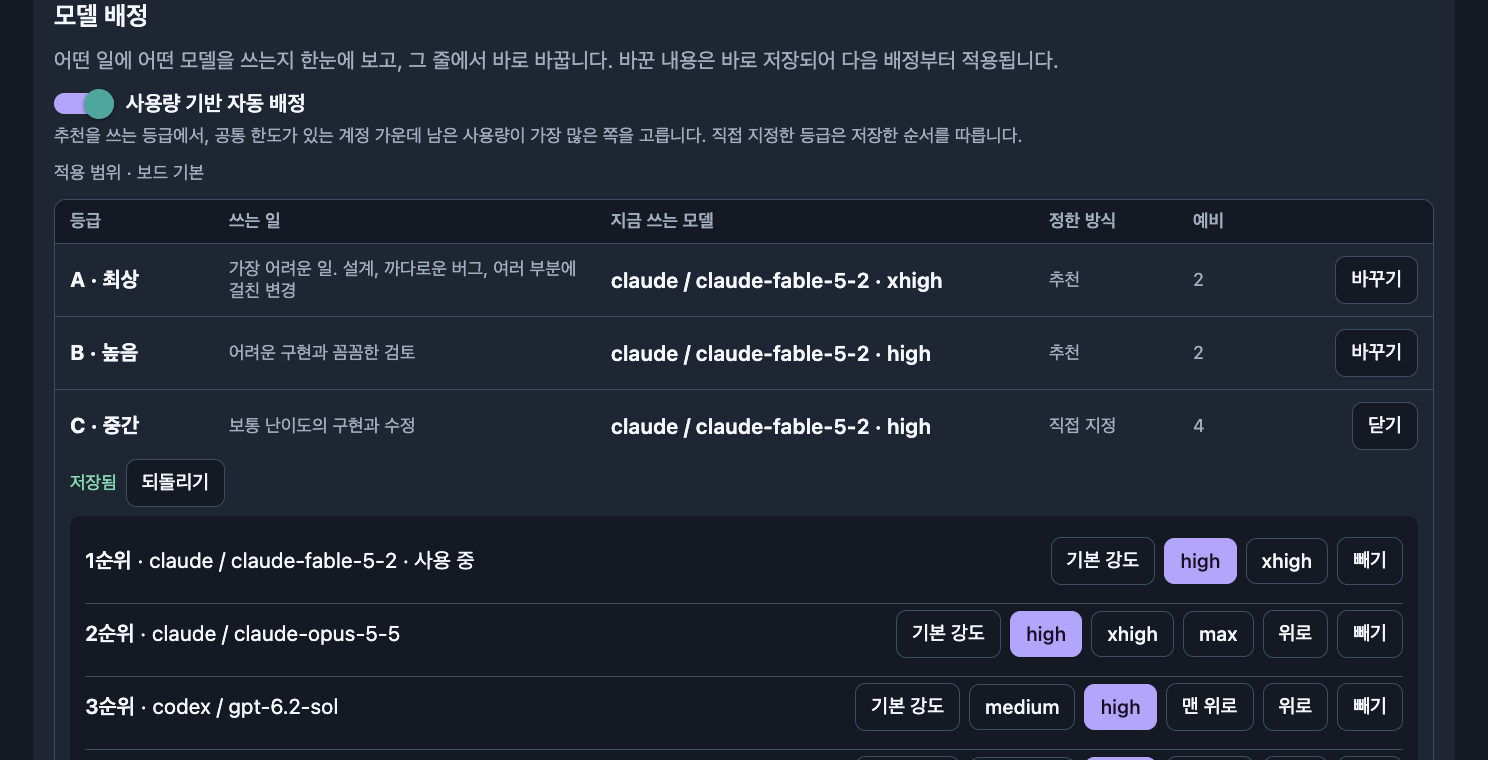 모델 배정
어떤 일에 어떤 모델을 쓰는지 한눈에 보고, 그 줄에서 바로 바꿉니다. 바꾼 내용은 바로 저장되어 다음 배정부터 적용됩니다.
사용량 기반 자동 배정
추천을 쓰는 등급에서, 공통 한도가 있는 계정 가운데 남은 사용량이 가장 많은 쪽을 고릅니다. 직접 지정한 등급은 저장한 순서를 따릅니다.
적용 범위 · 보드 기본
등급 쓰는 일 지금 쓰는 모델 정한 방식 예비
A · 최상 가장 어려운 일. 설계, 까다로운 버그, 여러 부분에 claude / claude-fable-5-2 · xhigh 추천 2 바꾸기
걸친 변경
B · 높음 어려운 구현과 꼼꼼한 검토 claude / claude-fable-5-2 · high 추천 2 바꾸기
C · 중간 보통 난이도의 구현과 수정 claude / claude-fable-5-2 · high 직접 지정 4 닫기
저장됨 되돌리기
1순위 · claude / claude-fable-5-2 · 사용 중 기본 강도 high xhigh 빼기
2순위 · claude / claude-opus-5-5 기본 강도 high xhigh max 위로 빼기
3순위 · codex / gpt-6.2-sol 기본 강도 medium high 맨 위로 위로 빼기